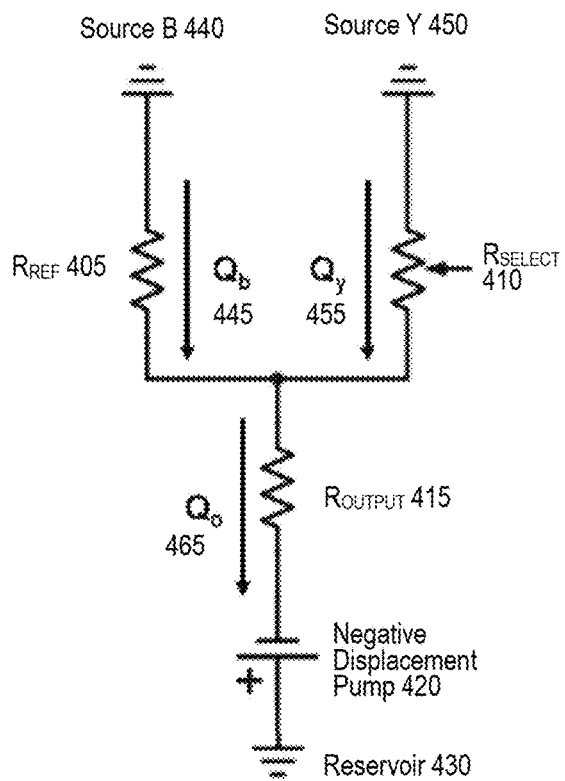 Source B 440
Source Y 450
RREF 405
Qb
445
Qy
455
RSELECT
410
Qo
465
ROUTPUT 415
Negative
Displacement
Pump 420
+
Reservoir 430